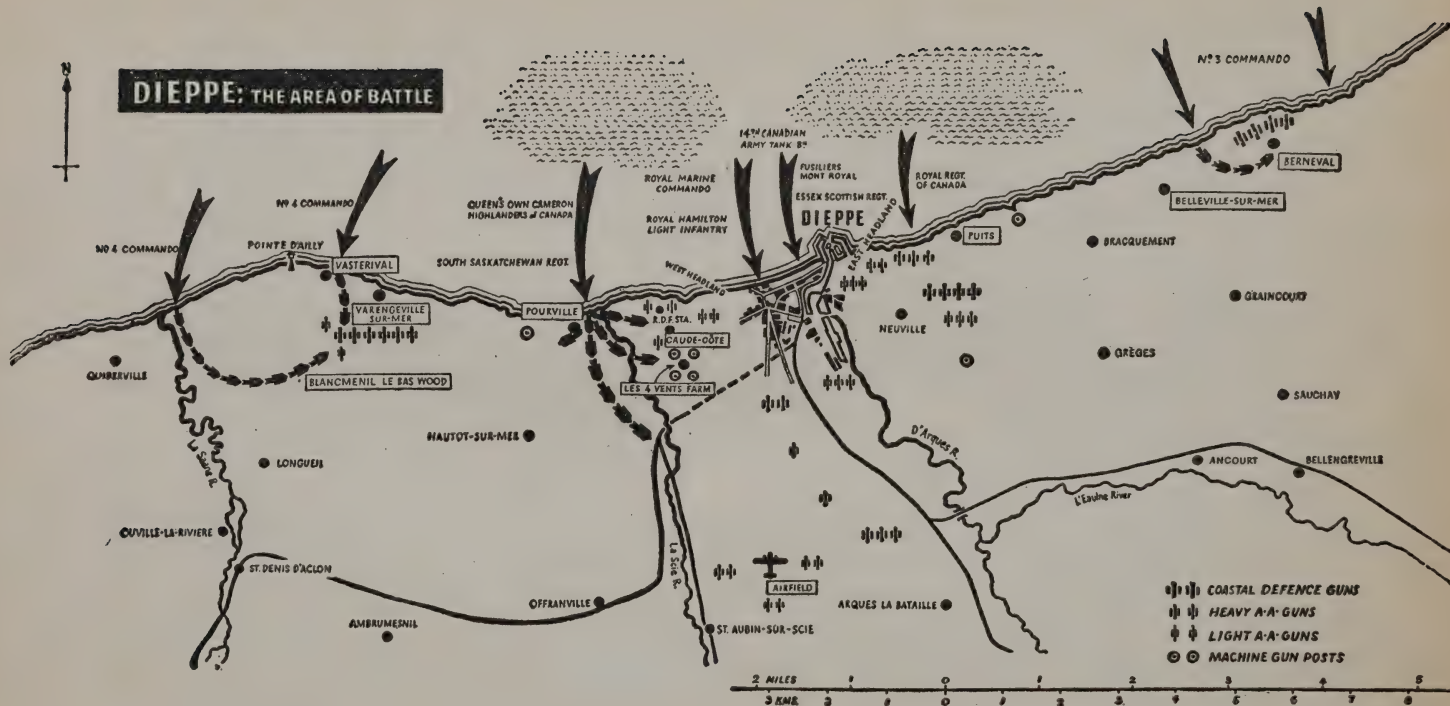 N
DIEPPE: THE AREA OF BATTLE
Nº 3 COMMANDO
14TH CANADIAN
ARMY TANK Bn
FUSILIERS
MONT ROYAL
ROYAL MARINE
COMMANDO
ESSEX SCOTTISH REGT.
ROYAL REGT.
OF CANADA
BERNEVAL
BELLEVILLE-SUR-MER
Nº 4 COMMANDO
QUEEN'S OWN CAMERON
HIGHLANDERS of CANADA
ROYAL HAMILTON
LIGHT INFANTRY
DIEPPE
EAST HEADLAND
PUITS
BRACQUEMENT
Nº 4 COMMANDO
POINTE D'AILLY
VASTERIVAL
SOUTH SASKATCHEWAN REGT.
WEST HEADLAND
VARENGEVILLE
SUR-MER
POURVILLE
R.D.F. STA.
NEUVILLE
GRAINCOURT
CAUDE-CÔTE
GRÈGES
QUIBERVILLE
BLANCMENIL LE BAS WOOD
LES 4 VENTS FARM
SAUCHAY
HAUTOT-SUR-MER
D'Arques R.
La Saane R.
LONGUEIL
ANCOURT
BELLENGREVILLE
L'Eaulne River
OUVILLE-LA-RIVIERE
La Scie R.
ST. DENIS D'ACLON
AIRFIELD
OFFRANVILLE
ARQUES LA BATAILLE
AMBRUMESNIL
ST. AUBIN-SUR-SCIE
COASTAL DEFENCE GUNS
HEAVY A·A·GUNS
LIGHT A·A·GUNS
MACHINE GUN POSTS
2 MILES 1 0 1 2 3 4 5
3 KMS. 2 1 0 1 2 3 4 5 6 7 8